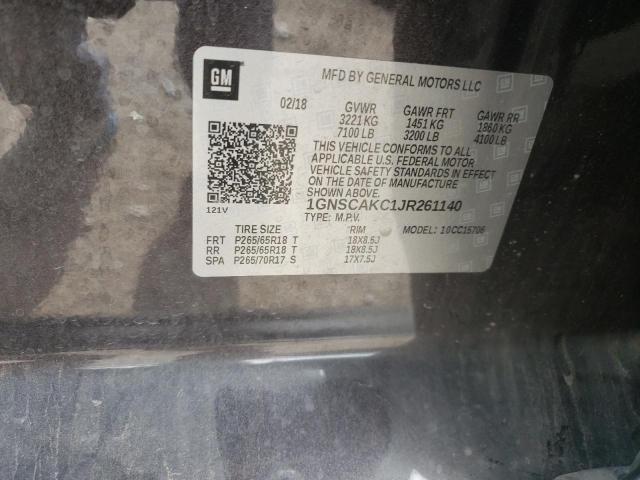 GM
MFD BY GENERAL MOTORS LLC
02/18 GVWR GAWR FRT GAWR RR
3221 KG 1451 KG 1860 KG
7100 LB 3200 LB 4100 LB
THIS VEHICLE CONFORMS TO ALL
APPLICABLE U.S. FEDERAL MOTOR
VEHICLE SAFETY STANDARDS IN
EFFECT ON THE DATE OF MANUFACTURE
SHOWN ABOVE.
121V 1GNSCAKC1JR261140
TYPE: M.P.V. MODEL: 10CC15706
TIRE SIZE RIM
FRT P265/65R18 T 18X8.5J
RR P265/65R18 T 18X8.5J
SPA P265/70R17 S 17X7.5J